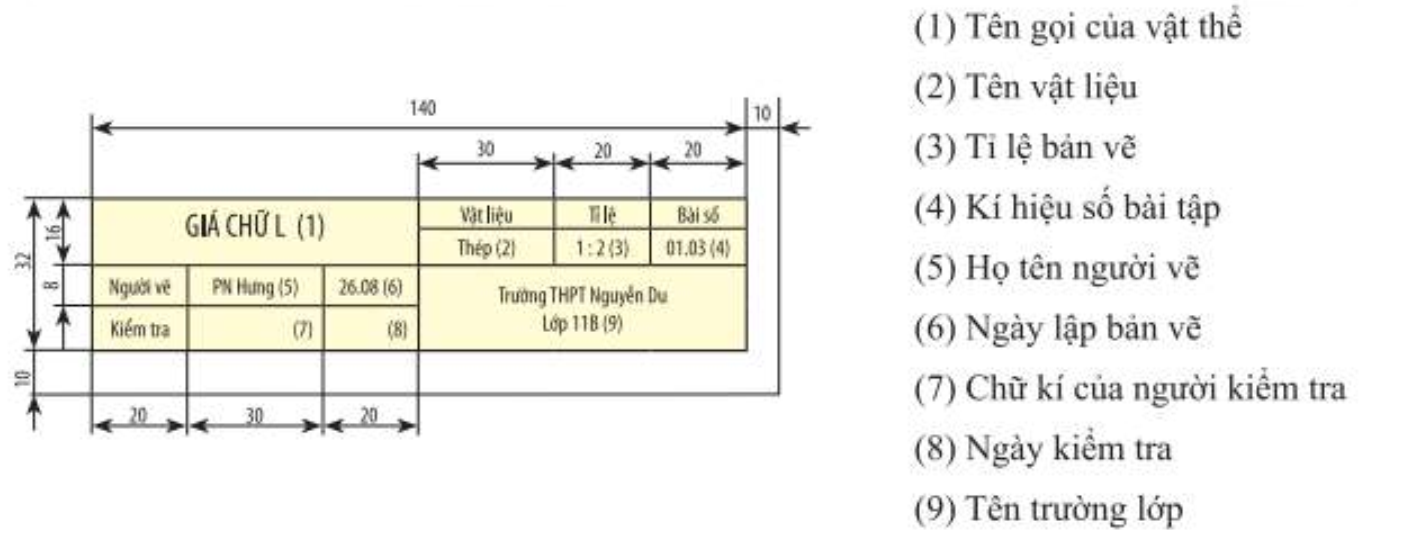 140
10
30 20 20
GIÁ CHỮ L (1)
Vật liệu Tỉ lệ Bài số
Thép (2) 1 : 2 (3) 01.03 (4)
32
16
8
Người vẽ PN Hưng (5) 26.08 (6)
Trường THPT Nguyễn Du
Lớp 11B (9)
Kiểm tra (7) (8)
10
20 30 20
(1) Tên gọi của vật thể
(2) Tên vật liệu
(3) Tỉ lệ bản vẽ
(4) Kí hiệu số bài tập
(5) Họ tên người vẽ
(6) Ngày lập bản vẽ
(7) Chữ kí của người kiểm tra
(8) Ngày kiểm tra
(9) Tên trường lớp